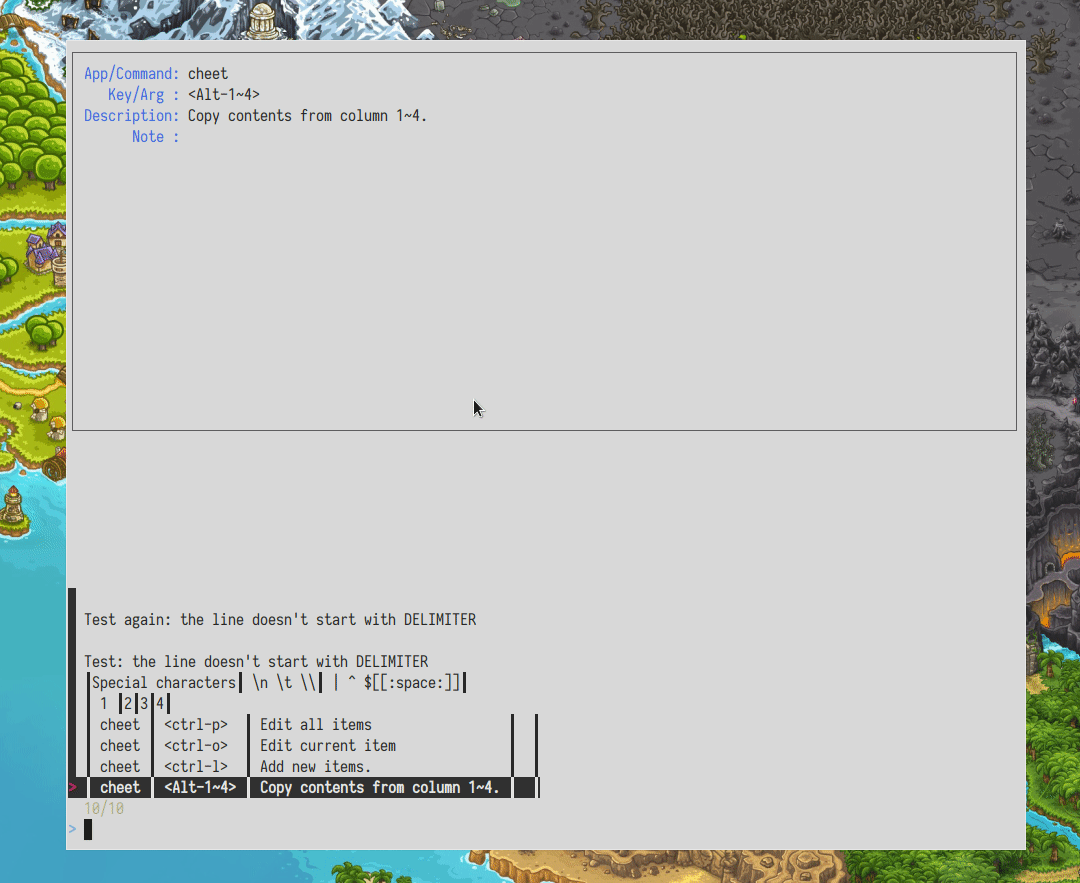 App/Command: cheet
Key/Arg : <Alt-1~4>
Description: Copy contents from column 1~4.
Note :
Test again: the line doesn't start with DELIMITER
Test: the line doesn't start with DELIMITER
┃Special characters┃ \n \t \\┃ | ^ $[[:space:]]┃
┃ 1 ┃2┃3┃4┃
┃ cheet ┃ <ctrl-p> ┃ Edit all items ┃ ┃
┃ cheet ┃ <ctrl-o> ┃ Edit current item ┃ ┃
┃ cheet ┃ <ctrl-l> ┃ Add new items. ┃ ┃
> ┃ cheet ┃ <Alt-1~4> ┃ Copy contents from column 1~4. ┃ ┃
10/10
>